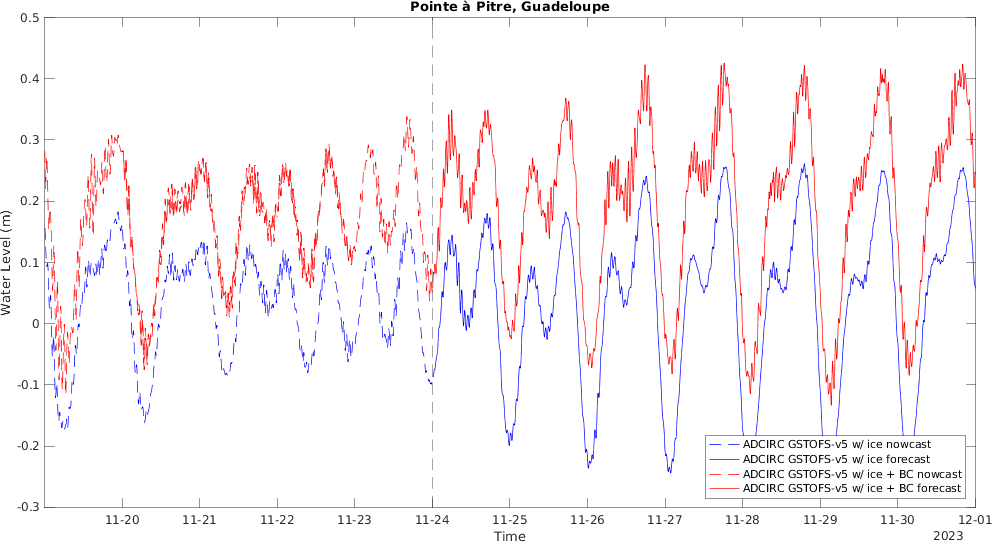 Pointe à Pitre, Guadeloupe
0.5
0.4
0.3
0.2
0.1
0
-0.1
-0.2
-0.3
Water Level (m)
ADCIRC GSTOFS-v5 w/ ice nowcast
ADCIRC GSTOFS-v5 w/ ice forecast
ADCIRC GSTOFS-v5 w/ ice + BC nowcast
ADCIRC GSTOFS-v5 w/ ice + BC forecast
11-20 11-21 11-22 11-23 11-24 11-25 11-26 11-27 11-28 11-29 11-30 12-01
Time
2023